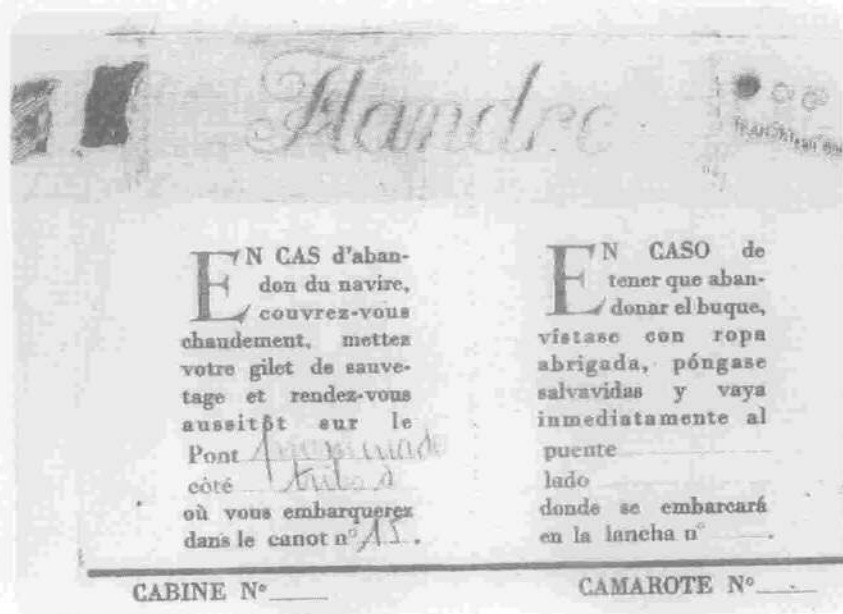 Flandre
EN CAS d'aban-
don du navire,
couvrez-vous
chaudement, mettez
votre gilet de sauve-
tage et rendez-vous
aussitôt sur le
Pont promenade
côté tribord
où vous embarquerez
dans le canot n° 15.
CABINE N°
EN CASO de
tener que aban-
donar el buque,
vístase con ropa
abrigada, póngase
salvavidas y vaya
inmediatamente al
puente
lado
donde se embarcará
en la lancha n° .
CAMAROTE N°